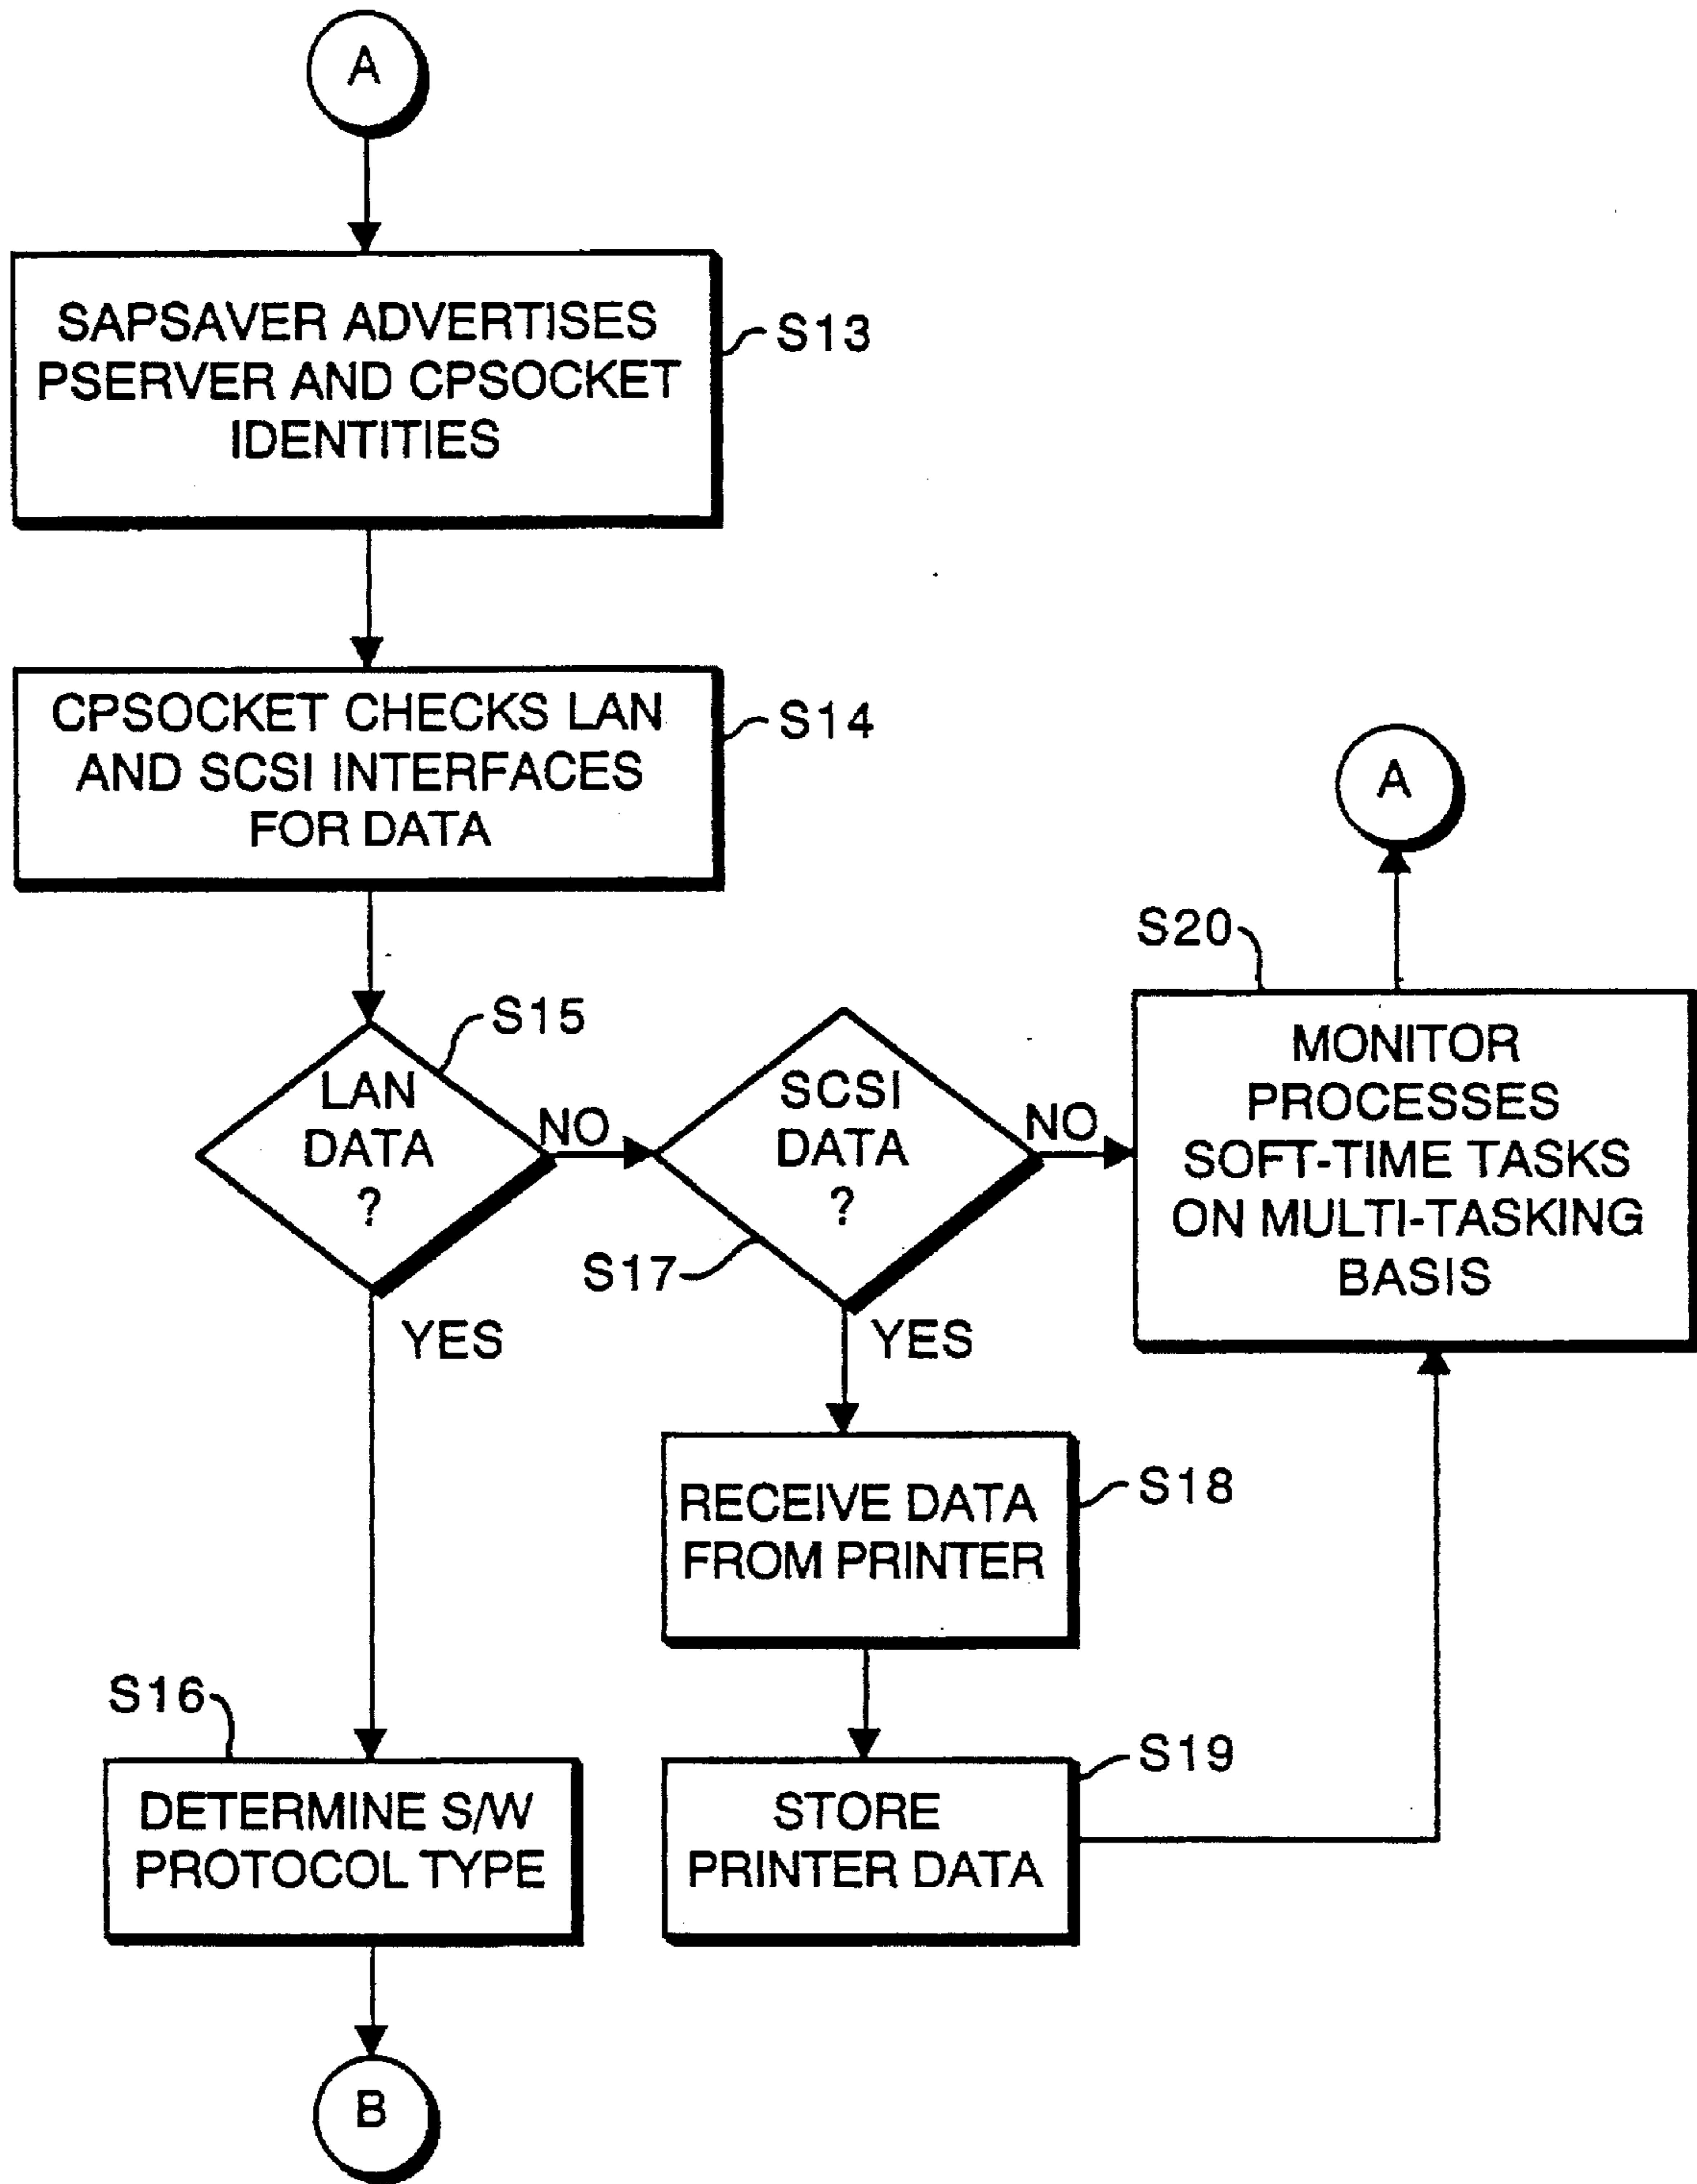 A
SAPSAVER ADVERTISES
PSERVER AND CPSOCKET
IDENTITIES
S13
CPSOCKET CHECKS LAN
AND SCSI INTERFACES
FOR DATA
S14
LAN
DATA
?
S15
NO
YES
SCSI
DATA
?
S17
NO
YES
A
S20
MONITOR
PROCESSES
SOFT-TIME TASKS
ON MULTI-TASKING
BASIS
RECEIVE DATA
FROM PRINTER
S18
S16
DETERMINE S/W
PROTOCOL TYPE
STORE
PRINTER DATA
S19
B